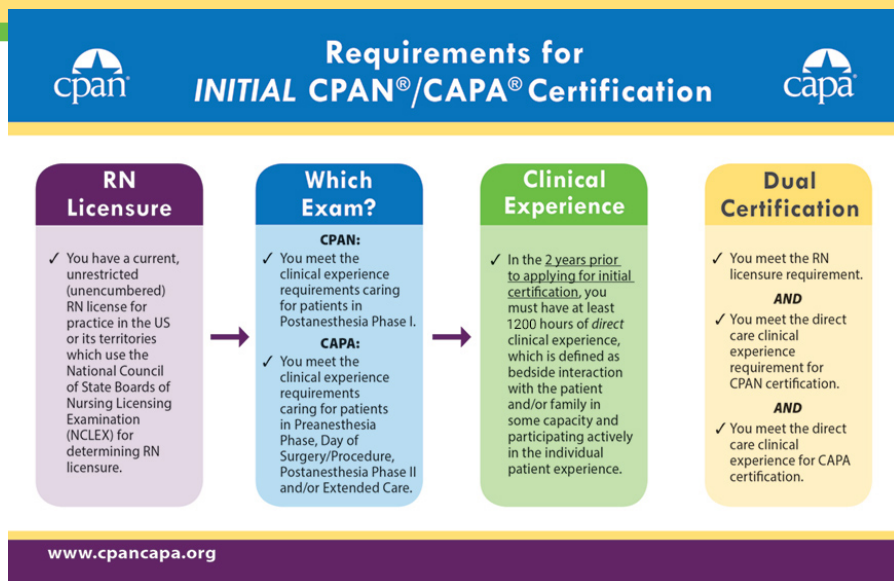 cpan®
Requirements for
INITIAL CPAN®/CAPA® Certification
capa®
RN
Licensure
✓ You have a current,
unrestricted
(unencumbered)
RN license for
practice in the US
or its territories
which use the
National Council
of State Boards of
Nursing Licensing
Examination
(NCLEX) for
determining RN
licensure.
Which
Exam?
CPAN:
✓ You meet the
clinical experience
requirements caring
for patients in
Postanesthesia Phase I.
CAPA:
✓ You meet the
clinical experience
requirements
caring for patients
in Preanesthesia
Phase, Day of
Surgery/Procedure,
Postanesthesia Phase II
and/or Extended Care.
Clinical
Experience
✓ In the 2 years prior
to applying for initial
certification, you
must have at least
1200 hours of direct
clinical experience,
which is defined as
bedside interaction
with the patient
and/or family in
some capacity and
participating actively
in the individual
patient experience.
Dual
Certification
✓ You meet the RN
licensure requirement.
AND
✓ You meet the direct
care clinical
experience
requirement for
CPAN certification.
AND
✓ You meet the direct
care clinical
experience for CAPA
certification.
www.cpancapa.org